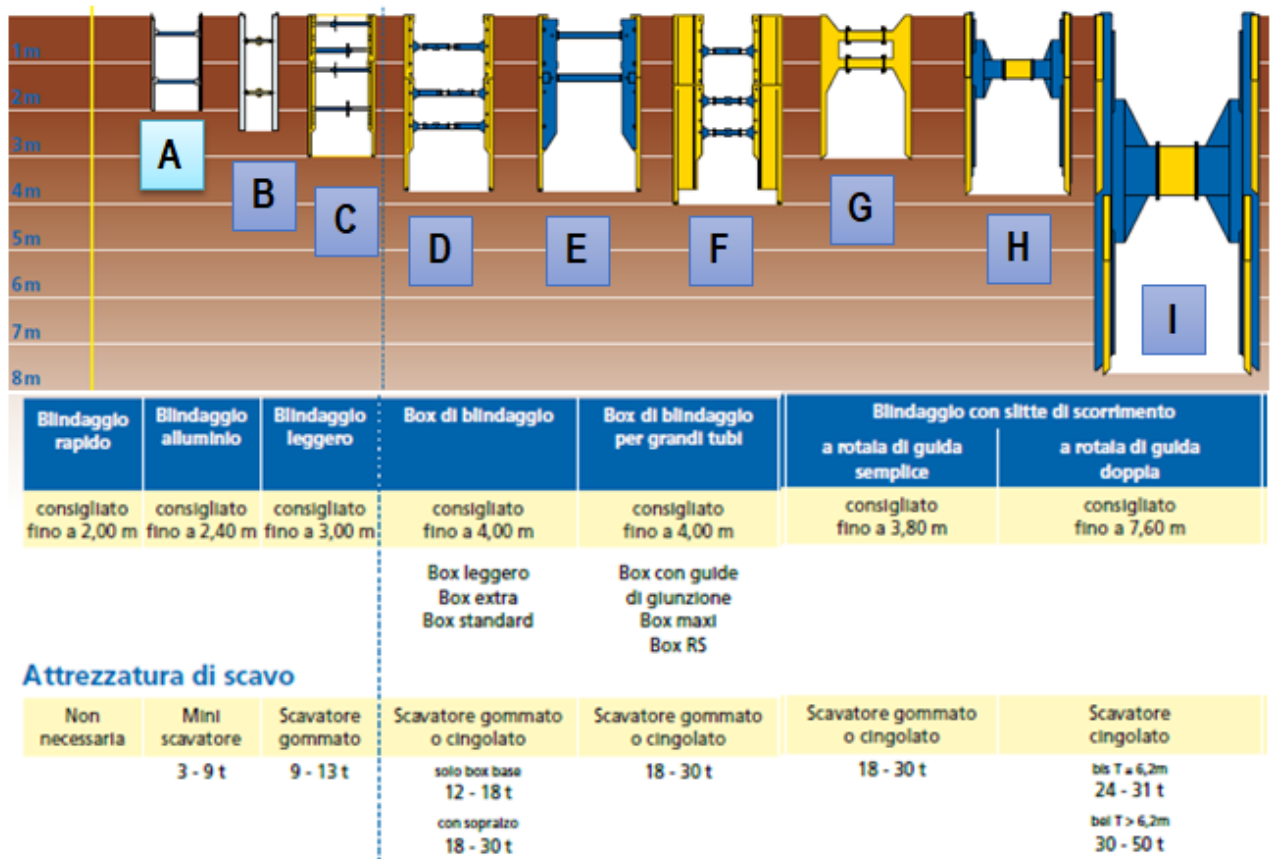 1m
2m
3m
4m
5m
6m
7m
8m
A
B
C
D
E
F
G
H
I
Blindaggio
rapido
Blindaggio
alluminio
Blindaggio
leggero
Box di blindaggio
Box di blindaggio
per grandi tubi
Blindaggio con slitte di scorrimento
a rotaia di guida
semplice
a rotaia di guida
doppia
consigliato
fino a 2,00 m
consigliato
fino a 2,40 m
consigliato
fino a 3,00 m
consigliato
fino a 4,00 m
consigliato
fino a 4,00 m
consigliato
fino a 3,80 m
consigliato
fino a 7,60 m
Box leggero
Box extra
Box standard
Box con guide
di giunzione
Box maxi
Box RS
Attrezzatura di scavo
Non
necessaria
Mini
scavatore
Scavatore
gommato
Scavatore gommato
o cingolato
Scavatore gommato
o cingolato
Scavatore gommato
o cingolato
Scavatore
cingolato
3 - 9 t
9 - 13 t
solo box base
12 - 18 t
con sopralzo
18 - 30 t
18 - 30 t
18 - 30 t
bis T = 6,2m
24 - 31 t
bei T > 6,2m
30 - 50 t